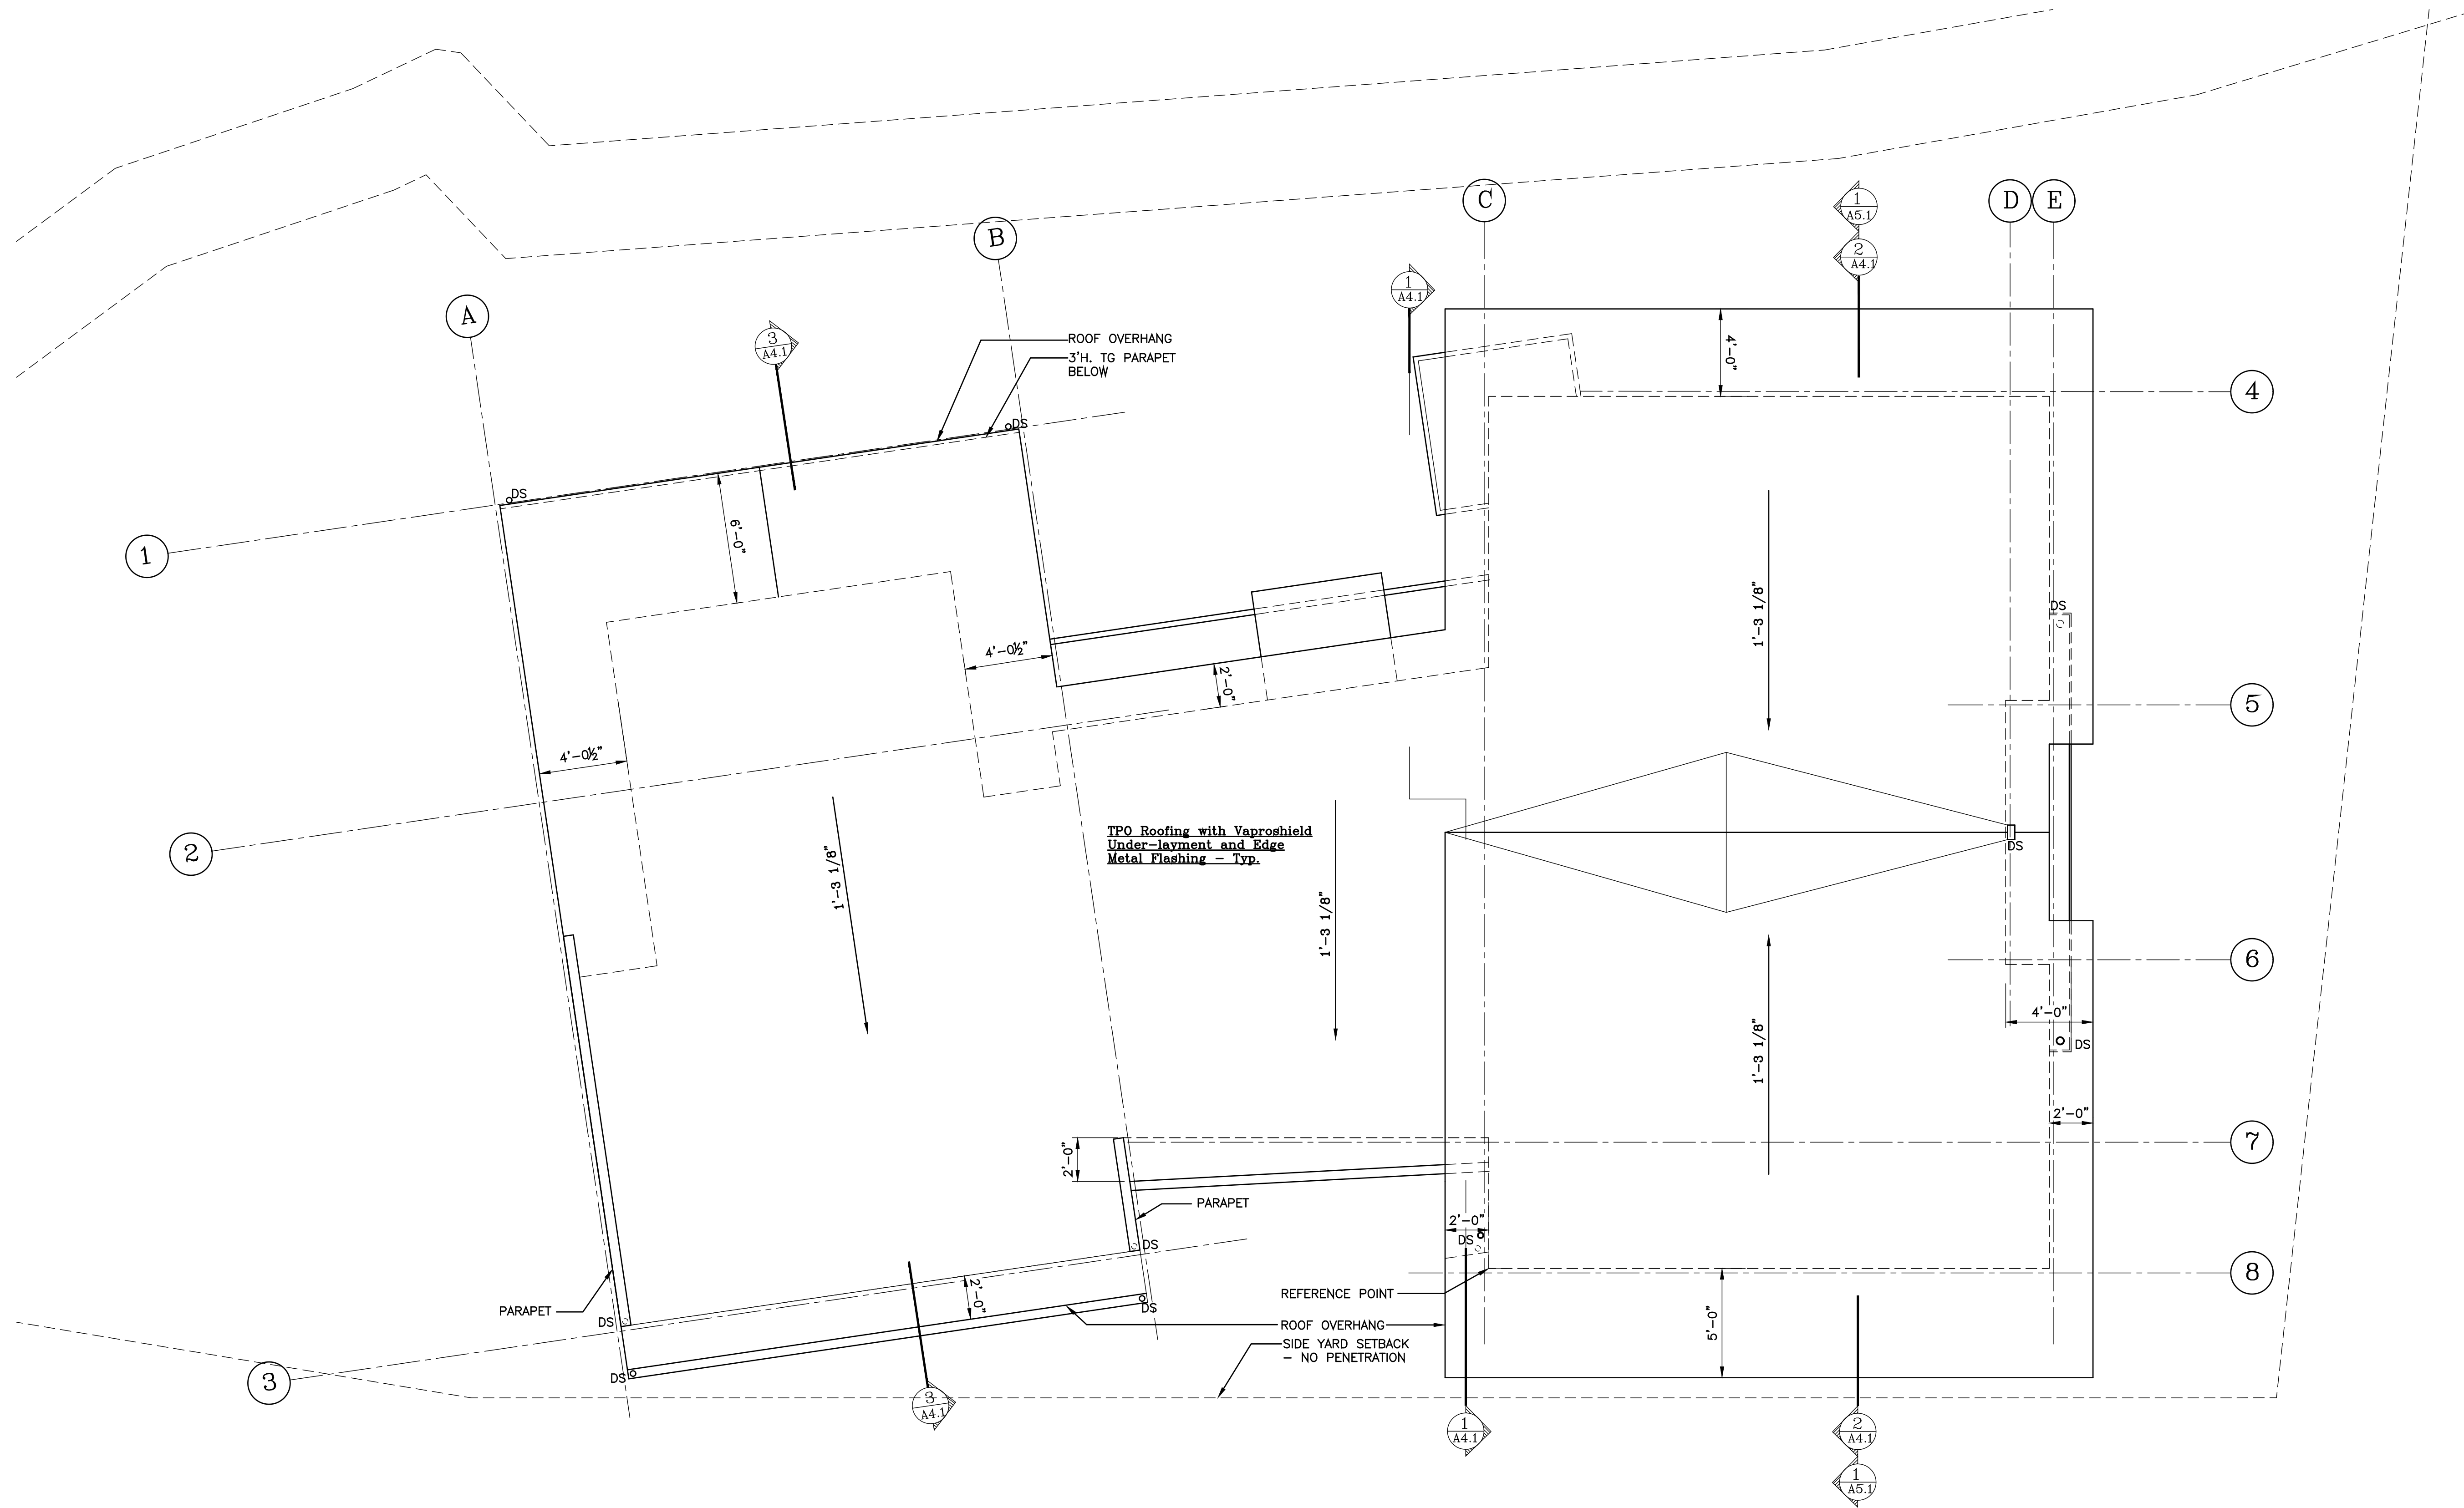 1
A5.1
2
A4.1
C
D
E
B
A
1
A4.1
3
A4.1
ROOF OVERHANG
3'H. TG PARAPET
BELOW
4'-0"
4
DS
DS
6'-0"
1
1'-3 1/8"
DS
4'-0½"
2'-0"
4'-0½"
5
TPO Roofing with Vaproshield
Under-layment and Edge
Metal Flashing - Typ.
DS
2
1'-3 1/8"
1'-3 1/8"
6
4'-0"
DS
1'-3 1/8"
2'-0"
7
2'-0"
PARAPET
2'-0"
DS
DS
8
2'-0"
REFERENCE POINT
DS
PARAPET
DS
ROOF OVERHANG
5'-0"
SIDE YARD SETBACK
- NO PENETRATION
DS
3
3
A4.1
1
A4.1
2
A4.1
1
A5.1